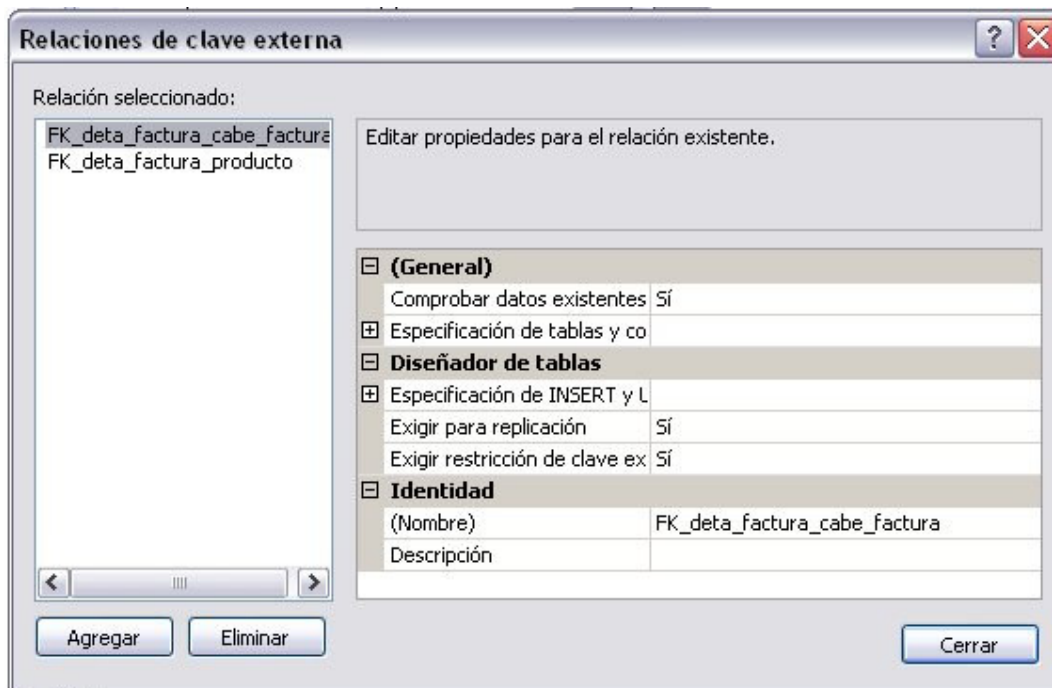 Relaciones de clave externa
Relación seleccionado:
FK_deta_factura_cabe_factura
FK_deta_factura_producto
Editar propiedades para el relación existente.
(General)
Comprobar datos existentes Sí
Especificación de tablas y co
Diseñador de tablas
Especificación de INSERT y U
Exigir para replicación Sí
Exigir restricción de clave ex Sí
Identidad
(Nombre) FK_deta_factura_cabe_factura
Descripción
Agregar Eliminar
Cerrar